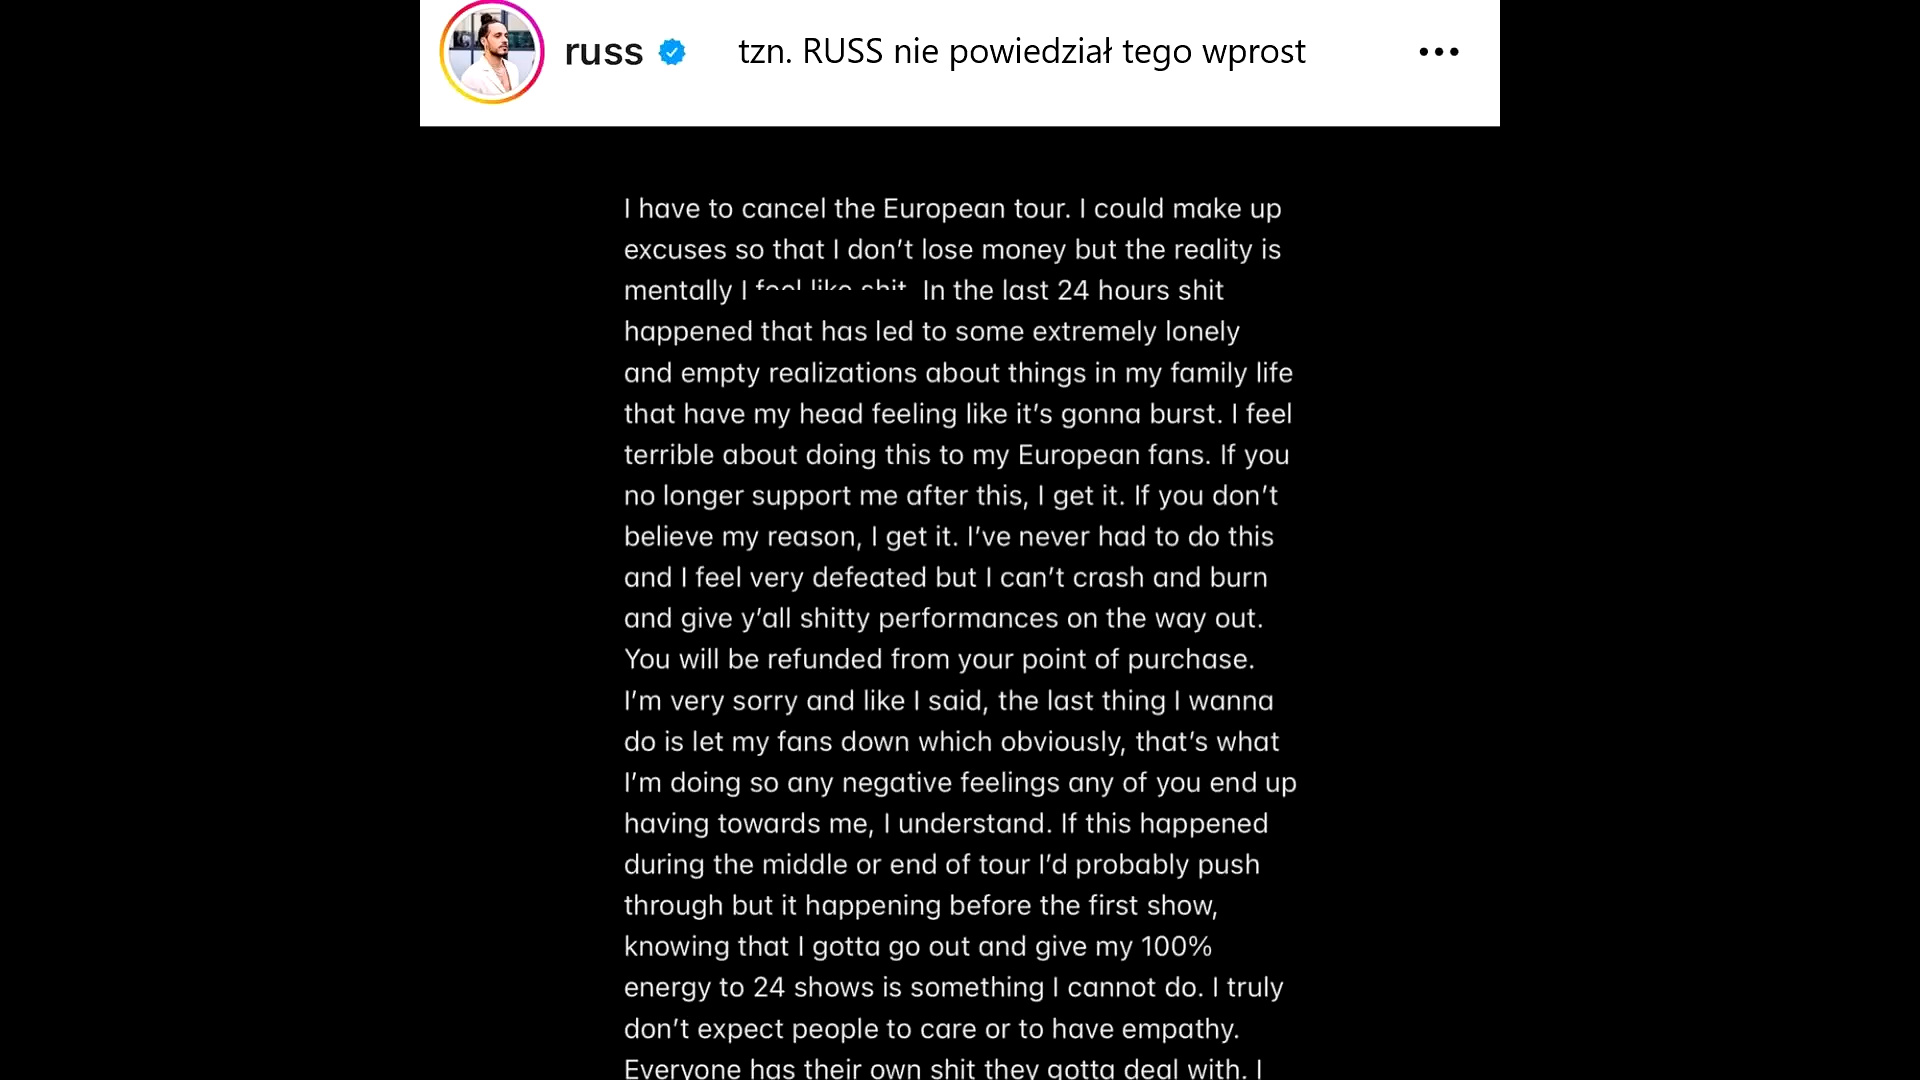 russ tzn. RUSS nie powiedział tego wprost
I have to cancel the European tour. I could make up
excuses so that I don’t lose money but the reality is
mentally I feel like shit. In the last 24 hours shit
happened that has led to some extremely lonely
and empty realizations about things in my family life
that have my head feeling like it’s gonna burst. I feel
terrible about doing this to my European fans. If you
no longer support me after this, I get it. If you don’t
believe my reason, I get it. I’ve never had to do this
and I feel very defeated but I can’t crash and burn
and give y’all shitty performances on the way out.
You will be refunded from your point of purchase.
I’m very sorry and like I said, the last thing I wanna
do is let my fans down which obviously, that’s what
I’m doing so any negative feelings any of you end up
having towards me, I understand. If this happened
during the middle or end of tour I’d probably push
through but it happening before the first show,
knowing that I gotta go out and give my 100%
energy to 24 shows is something I cannot do. I truly
don’t expect people to care or to have empathy.
Everyone has their own shit they gotta deal with. I